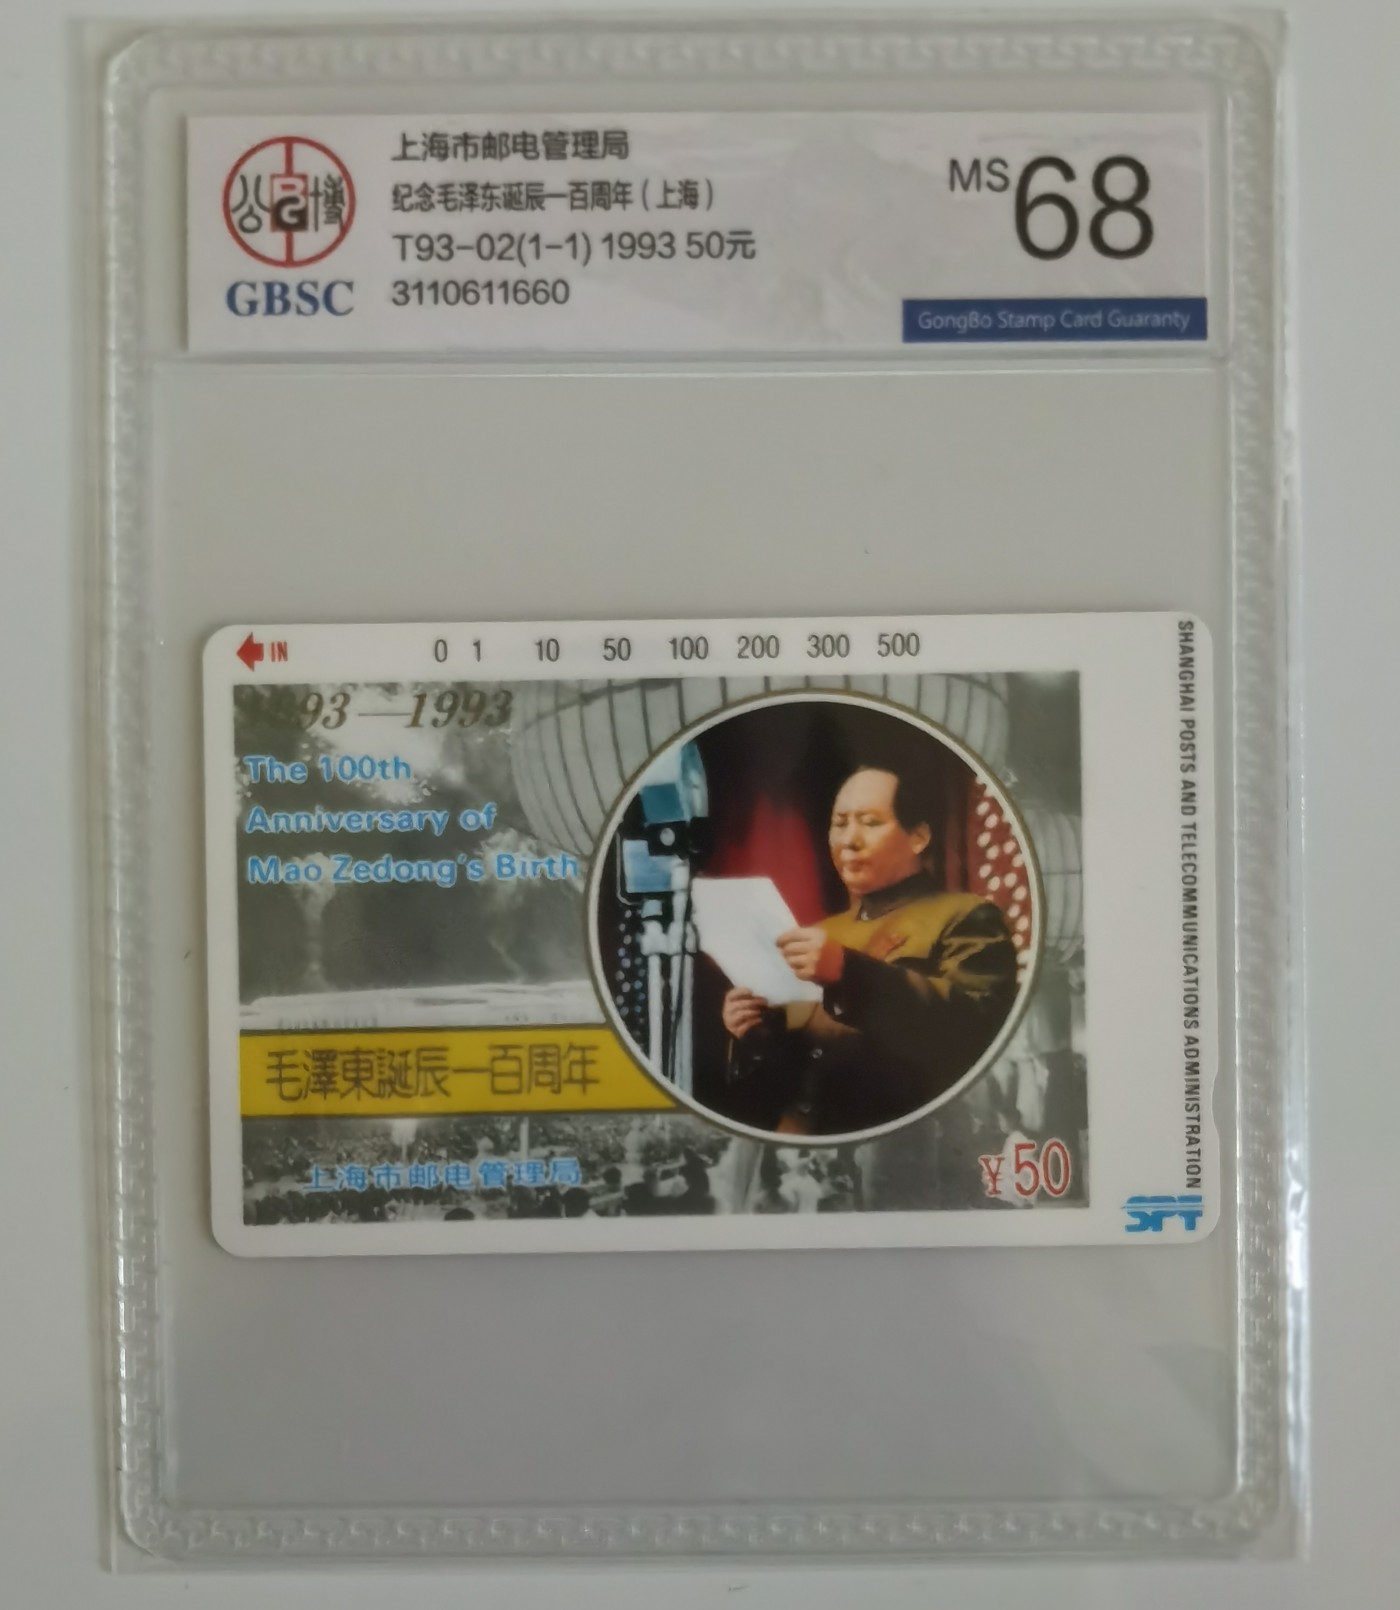 上海市邮电管理局
纪念毛泽东诞辰一百周年(上海)
T93-02(1-1) 1993 50元
3110611660
公博
BG
GBSC
MS 68
GongBo Stamp Card Guaranty
IN
0 1 10 50 100 200 300 500
1893—1993
The 100th
Anniversary of
Mao Zedong's Birth
毛澤東誕辰一百周年
上海市邮电管理局
¥50
SHANGHAI POSTS AND TELECOMMUNICATIONS ADMINISTRATION
SPT